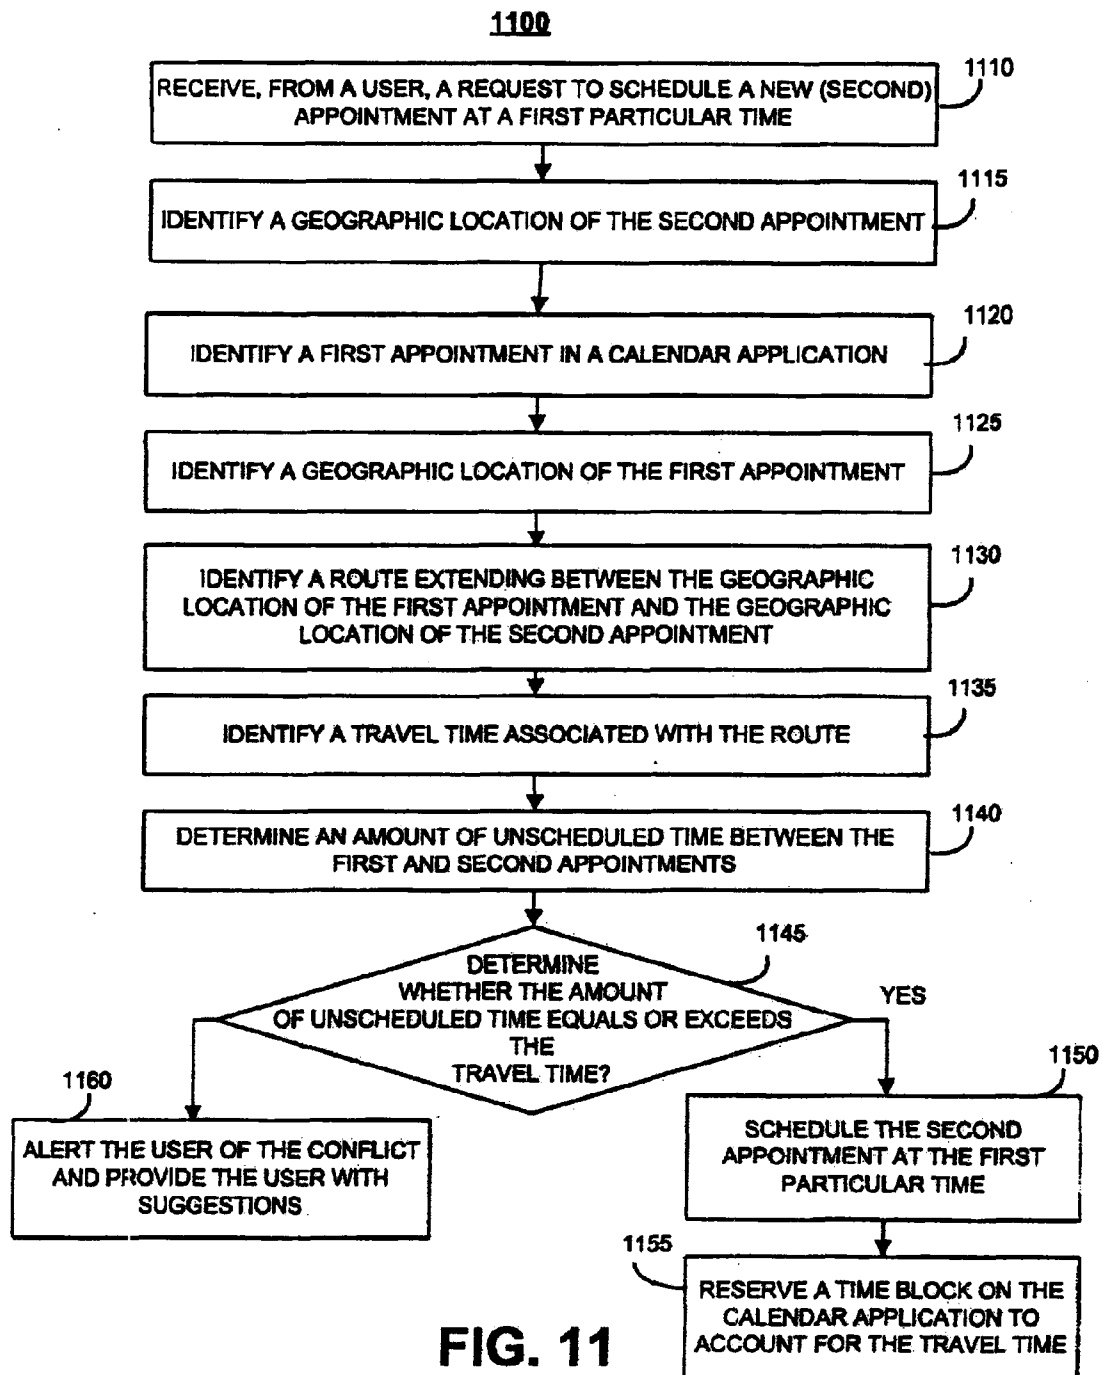 1100
1110
RECEIVE, FROM A USER, A REQUEST TO SCHEDULE A NEW (SECOND)
APPOINTMENT AT A FIRST PARTICULAR TIME
1115
IDENTIFY A GEOGRAPHIC LOCATION OF THE SECOND APPOINTMENT
1120
IDENTIFY A FIRST APPOINTMENT IN A CALENDAR APPLICATION
1125
IDENTIFY A GEOGRAPHIC LOCATION OF THE FIRST APPOINTMENT
1130
IDENTIFY A ROUTE EXTENDING BETWEEN THE GEOGRAPHIC
LOCATION OF THE FIRST APPOINTMENT AND THE GEOGRAPHIC
LOCATION OF THE SECOND APPOINTMENT
1135
IDENTIFY A TRAVEL TIME ASSOCIATED WITH THE ROUTE
1140
DETERMINE AN AMOUNT OF UNSCHEDULED TIME BETWEEN THE
FIRST AND SECOND APPOINTMENTS
1145
DETERMINE
WHETHER THE AMOUNT
OF UNSCHEDULED TIME EQUALS OR EXCEEDS
THE
TRAVEL TIME?
YES
1160
ALERT THE USER OF THE CONFLICT
AND PROVIDE THE USER WITH
SUGGESTIONS
1150
SCHEDULE THE SECOND
APPOINTMENT AT THE FIRST
PARTICULAR TIME
1155
RESERVE A TIME BLOCK ON THE
CALENDAR APPLICATION TO
ACCOUNT FOR THE TRAVEL TIME
FIG. 11